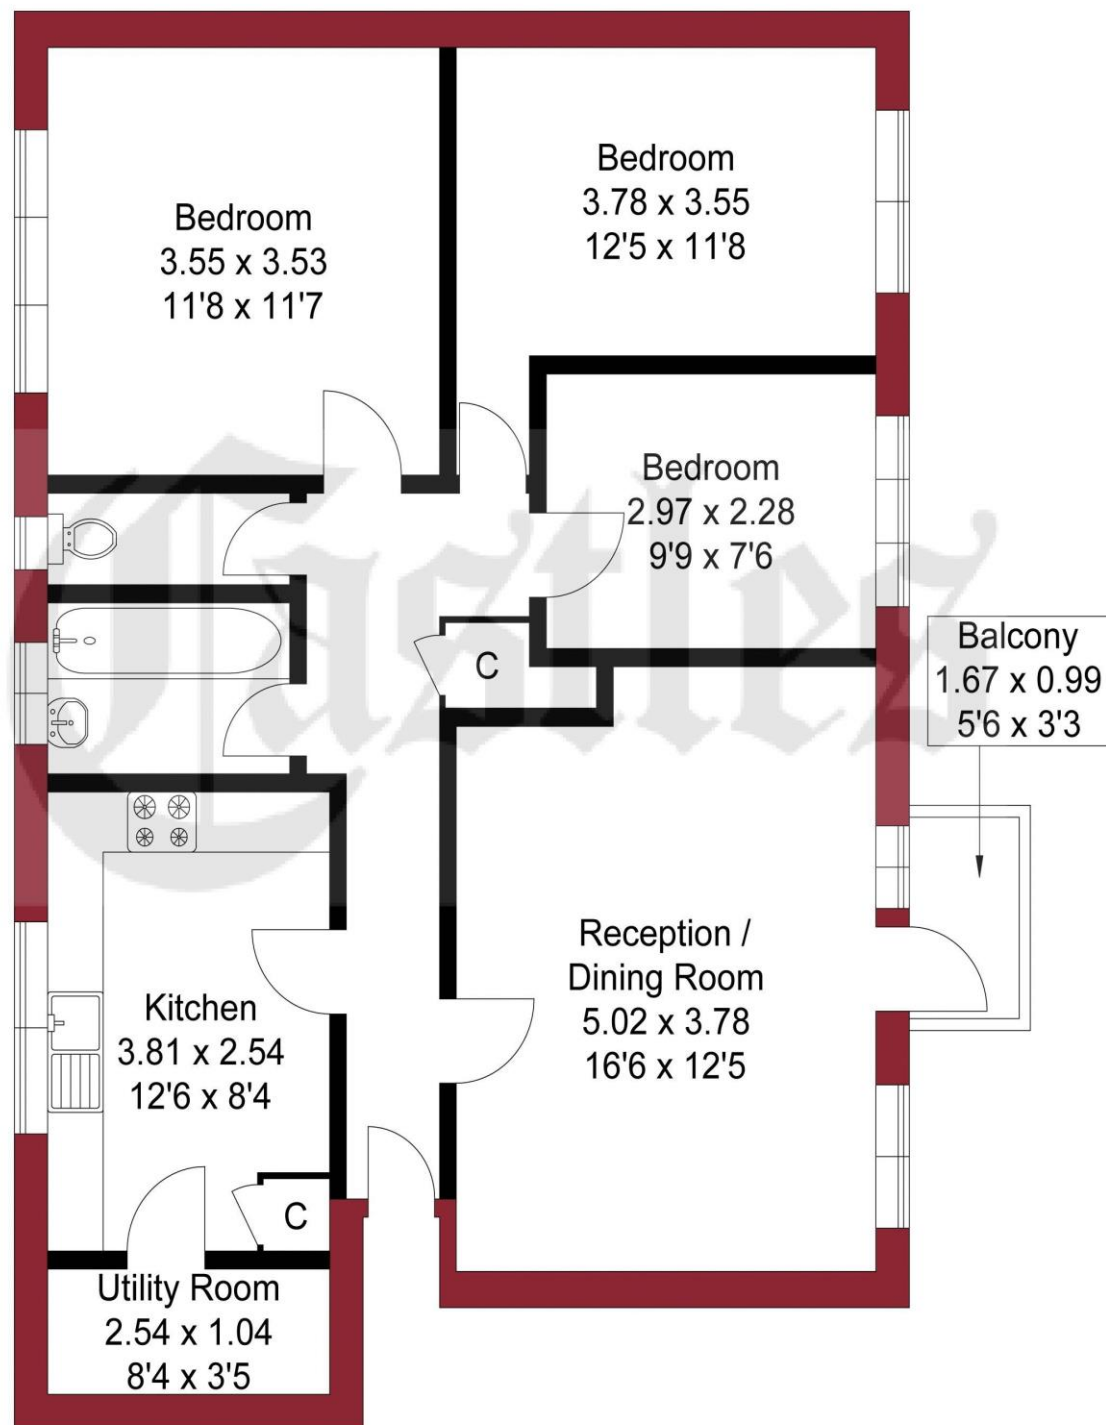 Bedroom
3.55 x 3.53
11'8 x 11'7
Bedroom
3.78 x 3.55
12'5 x 11'8
Bedroom
2.97 x 2.28
9'9 x 7'6
Castles
C
Balcony
1.67 x 0.99
5'6 x 3'3
Reception /
Dining Room
5.02 x 3.78
16'6 x 12'5
Kitchen
3.81 x 2.54
12'6 x 8'4
C
Utility Room
2.54 x 1.04
8'4 x 3'5